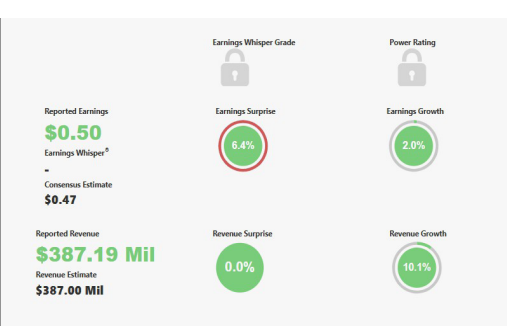 Earnings Whisper Grade
Power Rating
Reported Earnings
$0.50
Earnings Whisper®
-
Consensus Estimate
$0.47
Earnings Surprise
6.4%
Earnings Growth
2.0%
Reported Revenue
$387.19 Mil
Revenue Estimate
$387.00 Mil
Revenue Surprise
0.0%
Revenue Growth
10.1%